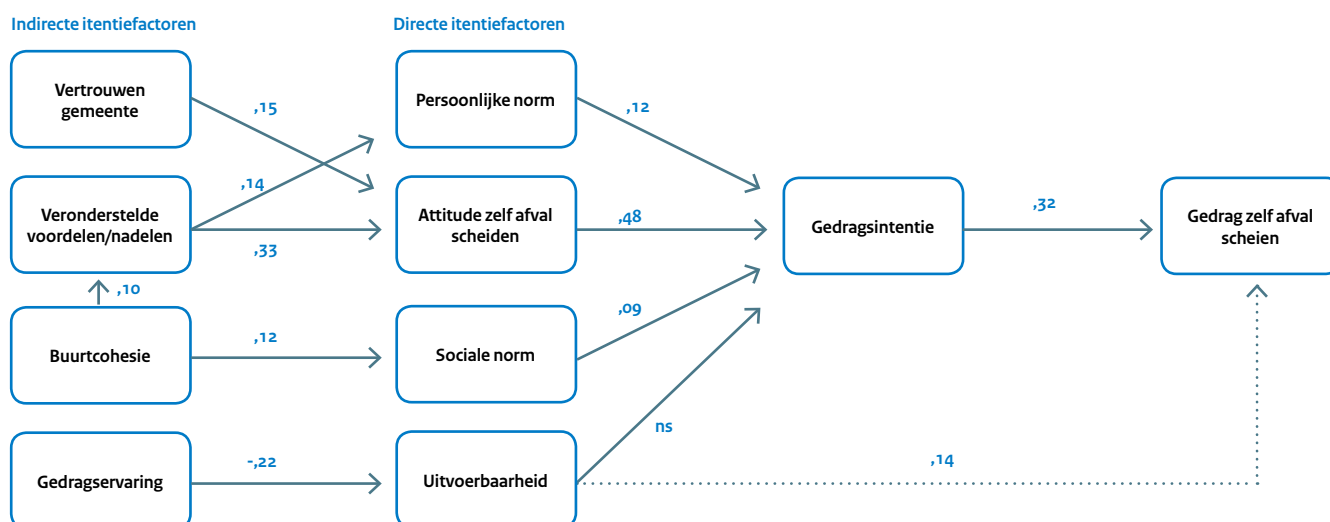 Indirecte itentiefactoren
Directe itentiefactoren
Vertrouwen
gemeente
,15
Persoonlijke norm
,12
Veronderstelde
voordelen/nadelen
,14
,33
Attitude zelf afval
scheiden
,48
Gedragsintentie
,32
Gedrag zelf afval
scheien
,10
Buurtcohesie
,12
Sociale norm
,09
ns
Gedragservaring
-,22
Uitvoerbaarheid
,14